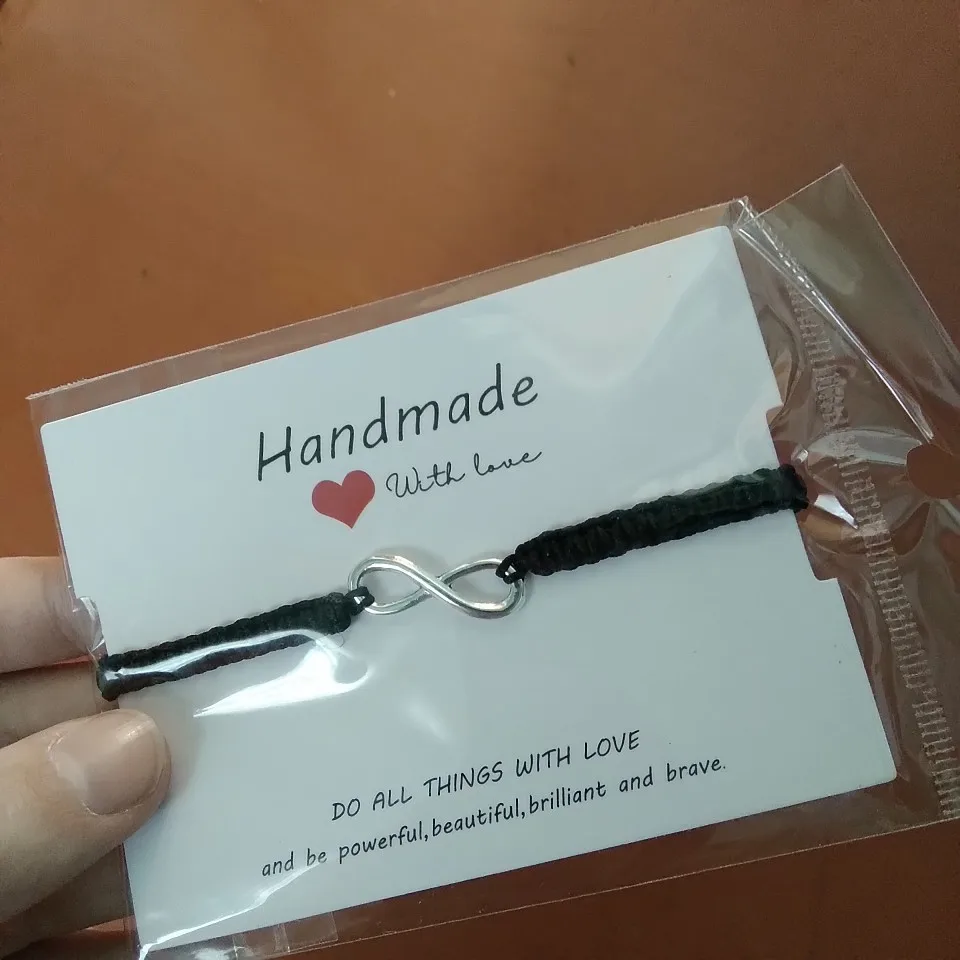 Handmade
With love
DO ALL THINGS WITH LOVE
and be powerful,beautiful,brilliant and brave.